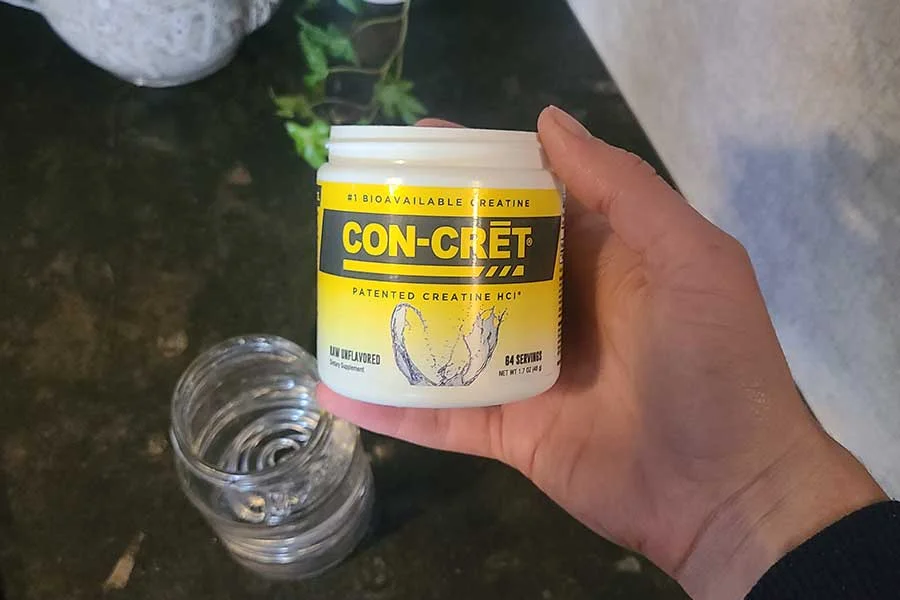 #1 BIOAVAILABLE CREATINE
CON-CRĒT®
PATENTED CREATINE HCl®
RAW UNFLAVORED
Dietary Supplement
64 SERVINGS
NET WT 1.7 OZ (48 g)